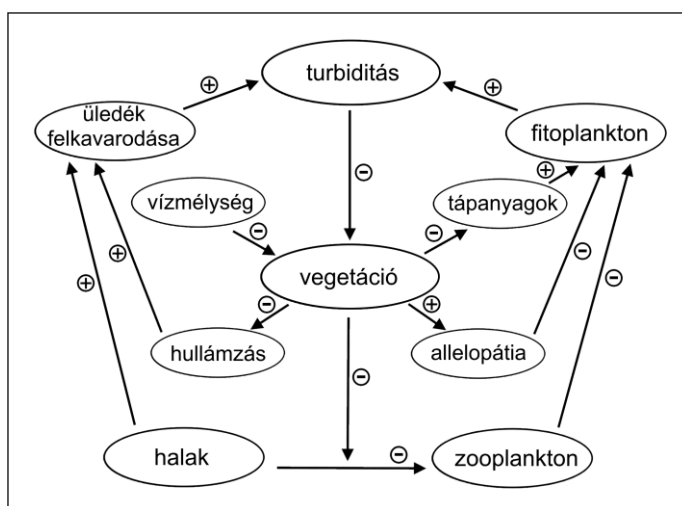 turbiditás
⊕
⊕
üledék
felkavarodása
fitoplankton
⊖
⊕
vízmélység
tápanyagok
⊖
⊖
⊕
⊕
⊖
⊖
vegetáció
⊖
⊕
hullámzás
allelopátia
⊖
halak
⊖
zooplankton